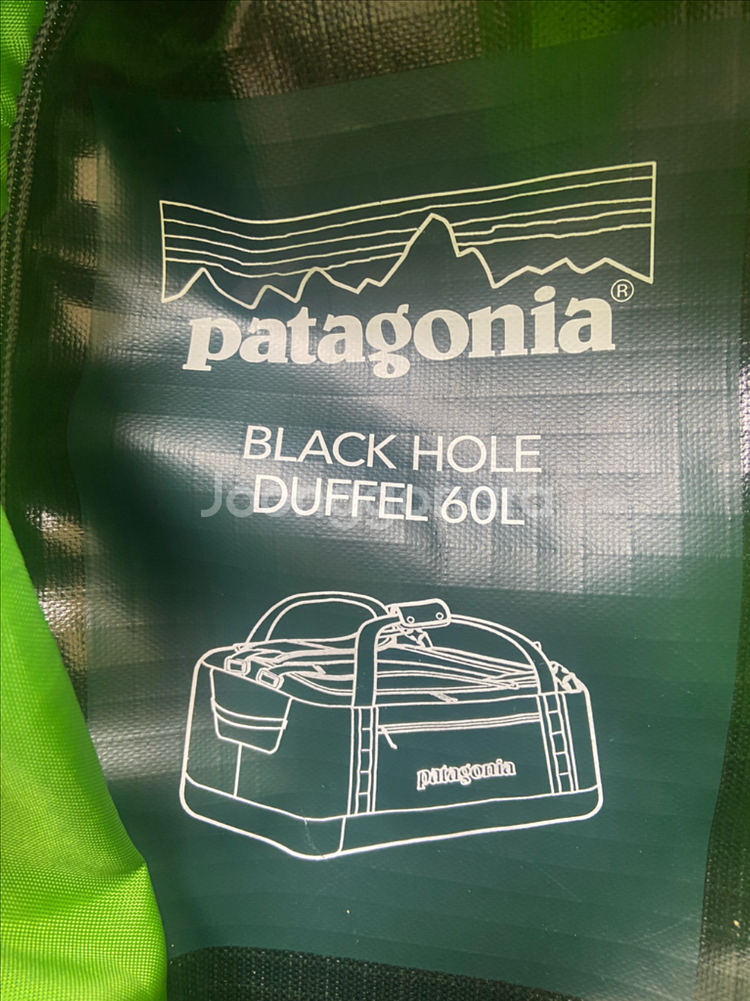 patagonia®
BLACK HOLE
DUFFEL 60L
patagonia